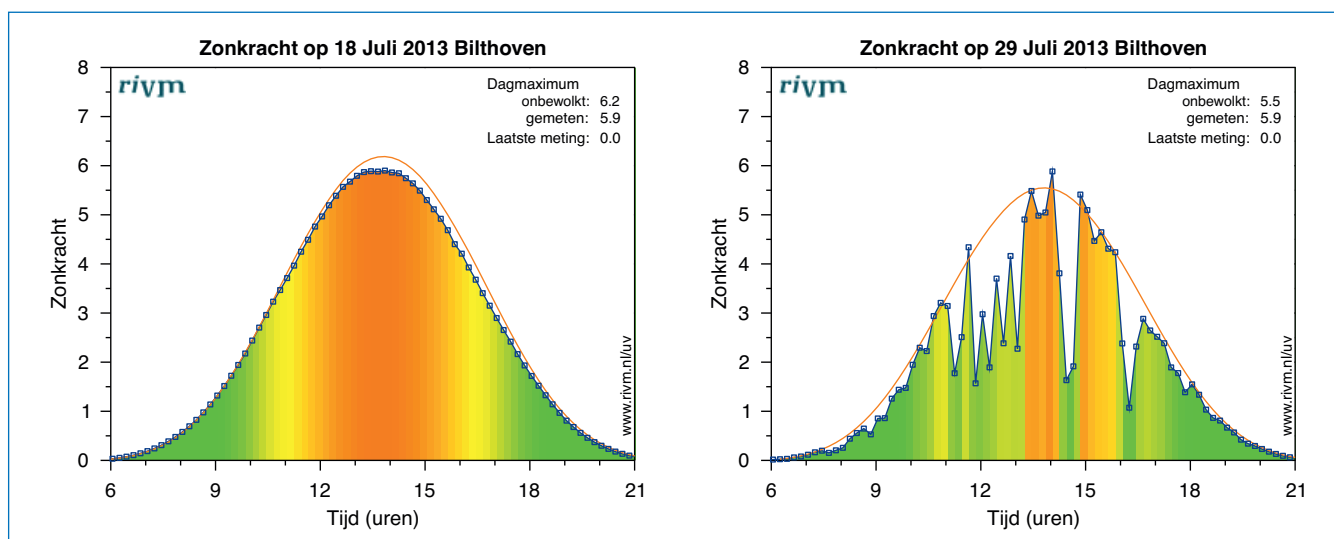 Zonkracht op 18 Juli 2013 Bilthoven
rivm
Dagmaximum
onbewolkt: 6.2
gemeten: 5.9
Laatste meting: 0.0
8
7
6
5
4
3
2
1
0
Zonkracht
www.rivm.nl/uv
6 9 12 15 18 21
Tijd (uren)
Zonkracht op 29 Juli 2013 Bilthoven
rivm
Dagmaximum
onbewolkt: 5.5
gemeten: 5.9
Laatste meting: 0.0
8
7
6
5
4
3
2
1
0
Zonkracht
www.rivm.nl/uv
6 9 12 15 18 21
Tijd (uren)